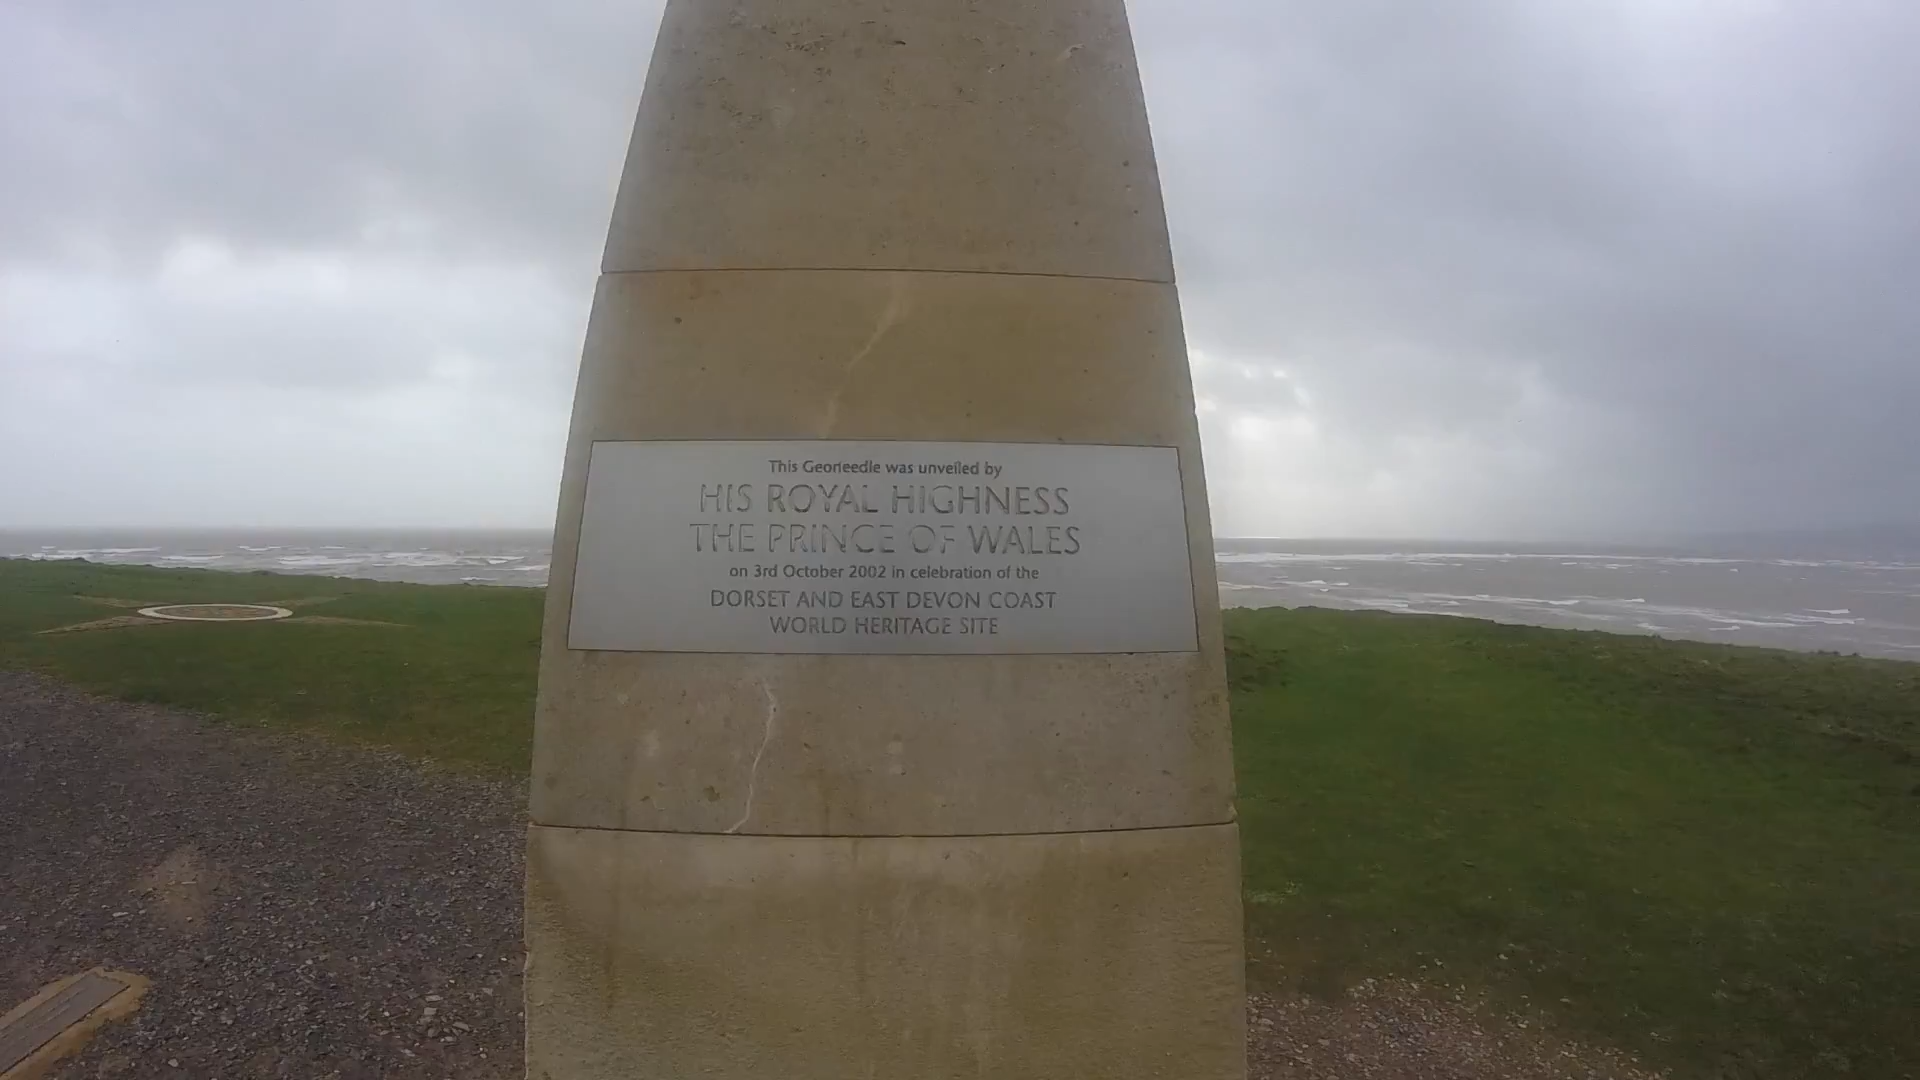 This Geoneedle was unveiled by
HIS ROYAL HIGHNESS
THE PRINCE OF WALES
on 3rd October 2002 in celebration of the
DORSET AND EAST DEVON COAST
WORLD HERITAGE SITE